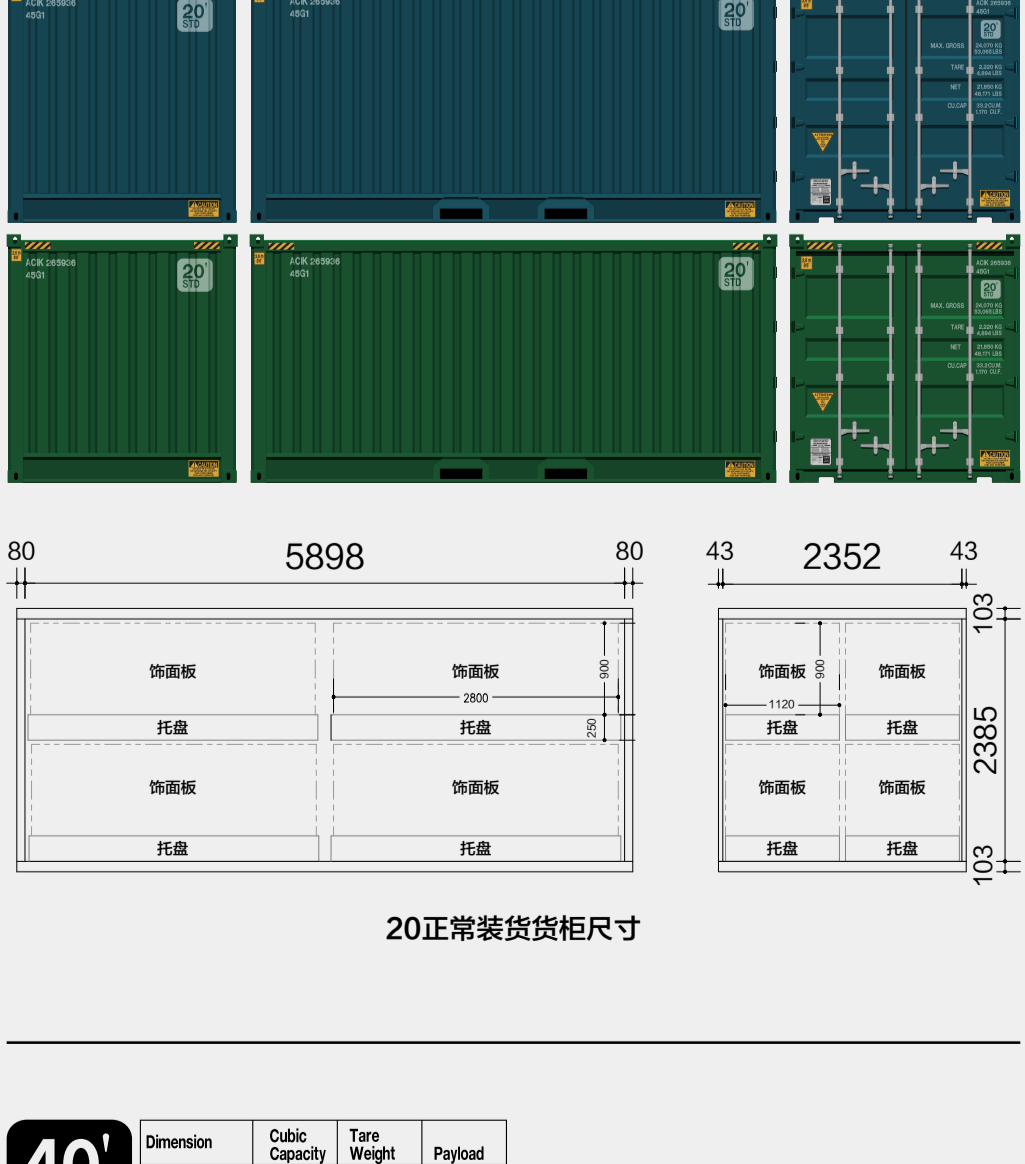 ACIK 265936
45G1
20'
STD
CAUTION
ACIK 265936
45G1
20'
STD
CAUTION
ACIK 265936
45G1
20'
STD
MAX. GROSS 24,070 KG
53,065 LBS
TARE 2,220 KG
4,894 LBS
NET 21,850 KG
48,171 LBS
CU.CAP 33.2 CU.M.
1,170 CU.F.
CAUTION
ACIK 265936
45G1
20'
STD
CAUTION
ACIK 265936
45G1
20'
STD
CAUTION
ACIK 265936
45G1
20'
STD
MAX. GROSS 24,070 KG
53,065 LBS
TARE 2,220 KG
4,894 LBS
NET 21,850 KG
48,171 LBS
CU.CAP 33.2 CU.M.
1,170 CU.F.
CAUTION
80 5898 80
43 2352 43
103
饰面板 饰面板 900
2800
托盘 托盘 250
饰面板 饰面板
托盘 托盘
饰面板 900 饰面板
1120
托盘 托盘
2385
饰面板 饰面板
托盘 托盘
103
20正常装货货柜尺寸
40'
Dimension
Cubic
Capacity
Tare
Weight
Payload